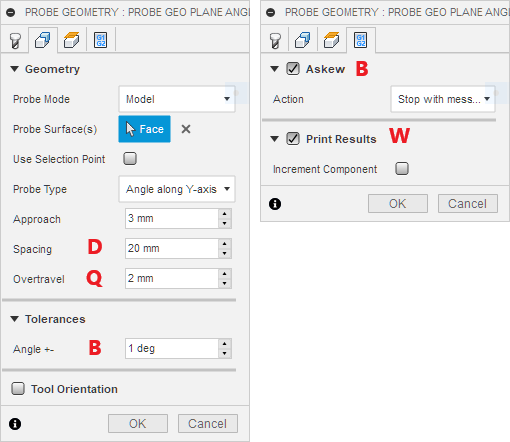 PROBE GEOMETRY : PROBE GEO PLANE ANG
G1
G2
Geometry
Probe Mode Model
Probe Surface(s) Face
Use Selection Point
Probe Type Angle along Y-axis
Approach 3 mm
Spacing D 20 mm
Overtravel Q 2 mm
Tolerances
Angle +- B 1 deg
Tool Orientation
OK Cancel
PROBE GEOMETRY : PROBE GEO PLANE ANGL
G1
G2
Askew B
Action Stop with mess...
Print Results W
Increment Component
OK Cancel